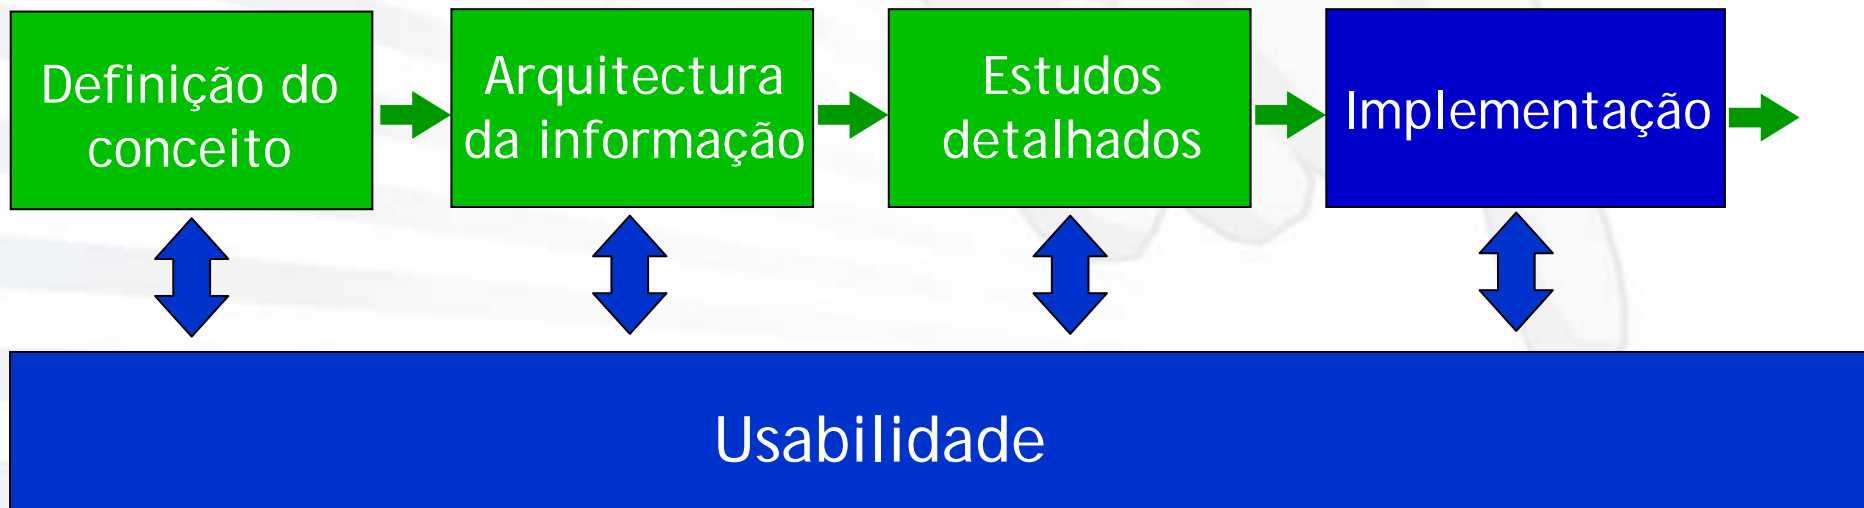 Definição do
conceito
Arquitectura
da informação
Estudos
detalhados
Implementação
Usabilidade